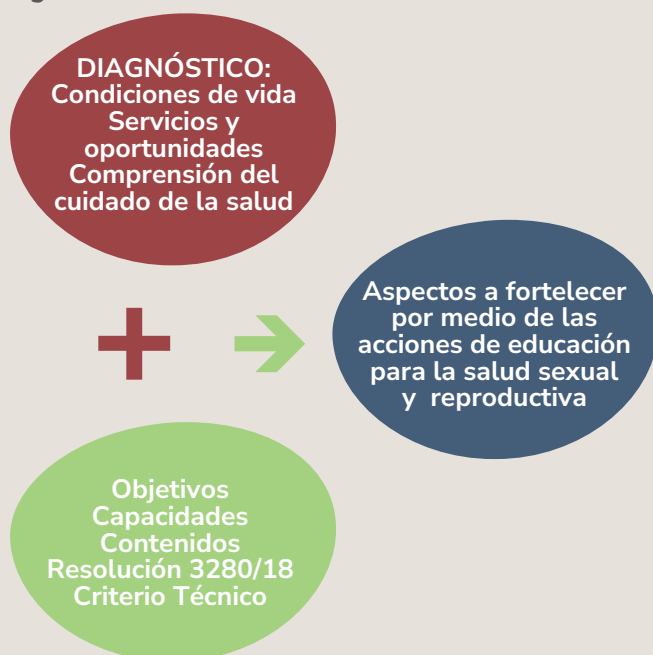 DIAGNÓSTICO:
Condiciones de vida
Servicios y
oportunidades
Comprensión del
cuidado de la salud
Aspectos a fortelecer
por medio de las
acciones de educación
para la salud sexual
y reproductiva
Objetivos
Capacidades
Contenidos
Resolución 3280/18
Criterio Técnico